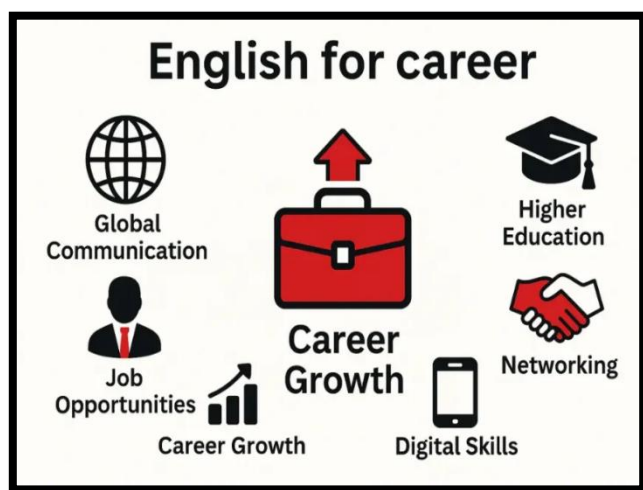 English for career
Global
Communication
Higher
Education
Job
Opportunities
Career
Growth
Networking
Career Growth
Digital Skills